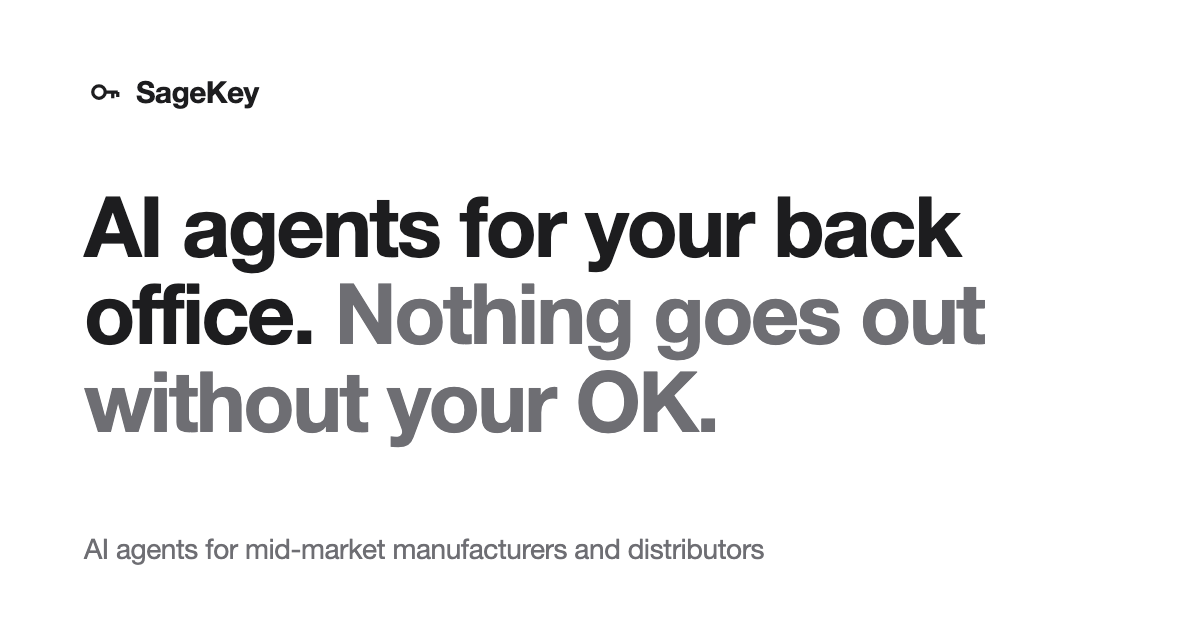 SageKey
AI agents for your back
office. Nothing goes out
without your OK.
AI agents for mid-market manufacturers and distributors